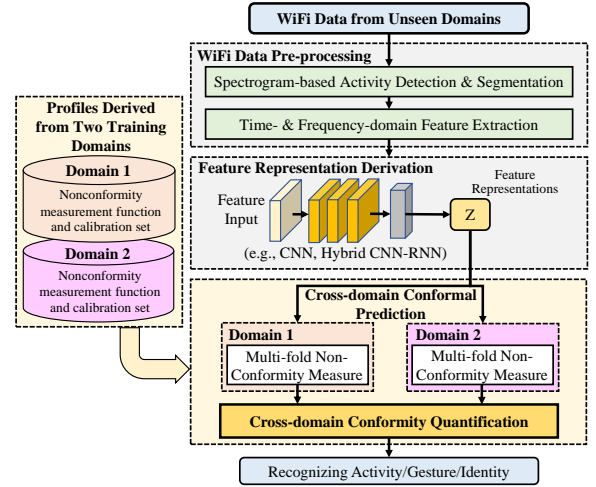 WiFi Data from Unseen Domains
WiFi Data Pre-processing
Spectrogram-based Activity Detection & Segmentation
Time- & Frequency-domain Feature Extraction
Profiles Derived
from Two Training
Domains
Domain 1
Nonconformity
measurement function
and calibration set
Domain 2
Nonconformity
measurement function
and calibration set
Feature Representation Derivation
Feature
Input
Feature
Representations
Z
(e.g., CNN, Hybrid CNN-RNN)
Cross-domain Conformal
Prediction
Domain 1
Multi-fold Non-
Conformity Measure
Domain 2
Multi-fold Non-
Conformity Measure
Cross-domain Conformity Quantification
Recognizing Activity/Gesture/Identity